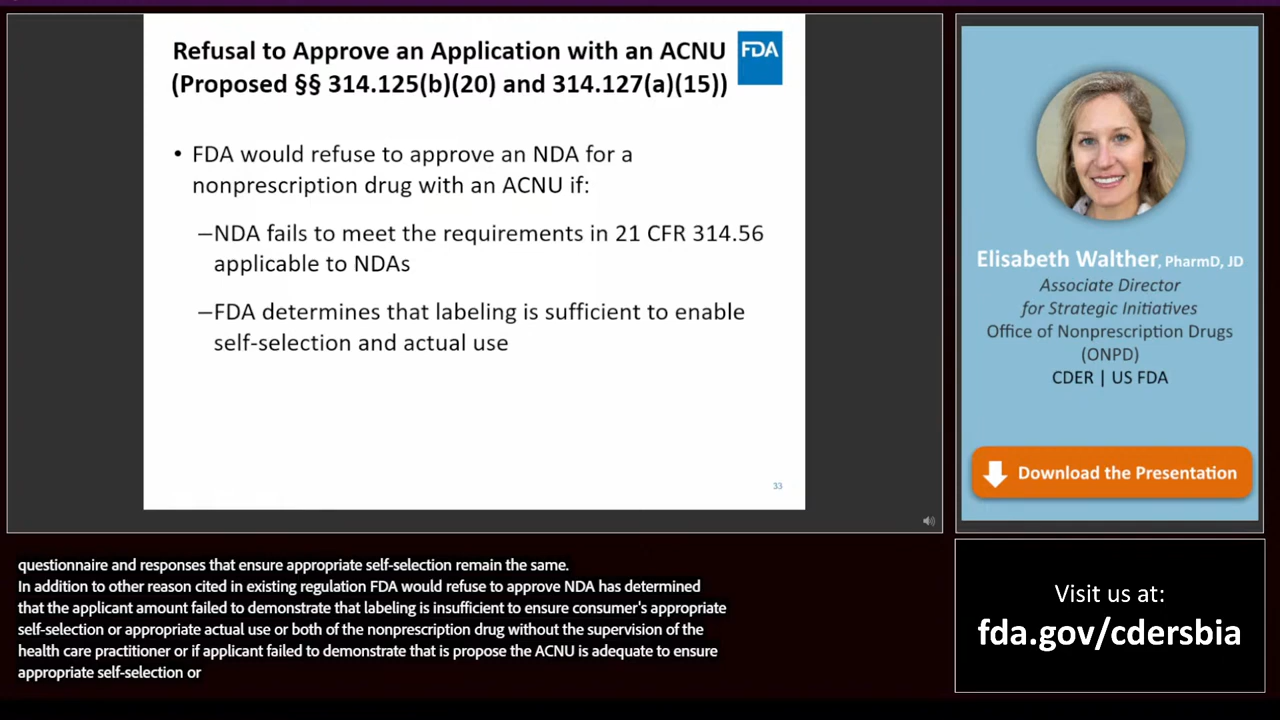 Refusal to Approve an Application with an ACNU
(Proposed §§ 314.125(b)(20) and 314.127(a)(15))
FDA
• FDA would refuse to approve an NDA for a
nonprescription drug with an ACNU if:
–NDA fails to meet the requirements in 21 CFR 314.56
applicable to NDAs
–FDA determines that labeling is sufficient to enable
self-selection and actual use
33
Elisabeth Walther, PharmD, JD
Associate Director
for Strategic Initiatives
Office of Nonprescription Drugs
(ONPD)
CDER | US FDA
Download the Presentation
questionnaire and responses that ensure appropriate self-selection remain the same.
In addition to other reason cited in existing regulation FDA would refuse to approve NDA has determined
that the applicant amount failed to demonstrate that labeling is insufficient to ensure consumer's appropriate
self-selection or appropriate actual use or both of the nonprescription drug without the supervision of the
health care practitioner or if applicant failed to demonstrate that is propose the ACNU is adequate to ensure
appropriate self-selection or
Visit us at:
fda.gov/cdersbia